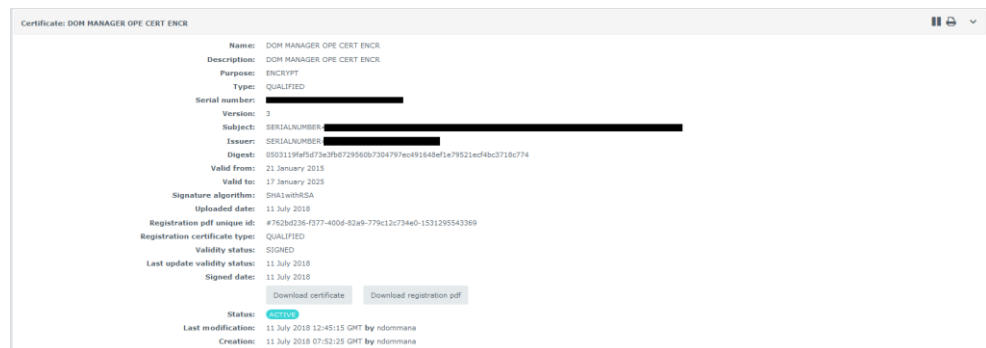 Certificate: DOM MANAGER OPE CERT ENCR
Name: DOM MANAGER OPE CERT ENCR
Description: DOM MANAGER OPE CERT ENCR
Purpose: ENCRYPT
Type: QUALIFIED
Serial number:
Version: 3
Subject: SERIALNUMBER=
Issuer: SERIALNUMBER=
Digest: 0503119faf5d73e3fb8729560b7304797ec491648ef1e79521ecf4bc3718c774
Valid from: 21 January 2015
Valid to: 17 January 2025
Signature algorithm: SHA1withRSA
Uploaded date: 11 July 2018
Registration pdf unique id: #762bd236-f377-400d-82a9-779c12c734e0-1531295543369
Registration certificate type: QUALIFIED
Validity status: SIGNED
Last update validity status: 11 July 2018
Signed date: 11 July 2018
Download certificate Download registration pdf
Status: ACTIVE
Last modification: 11 July 2018 12:45:15 GMT by ndommana
Creation: 11 July 2018 07:52:25 GMT by ndommana